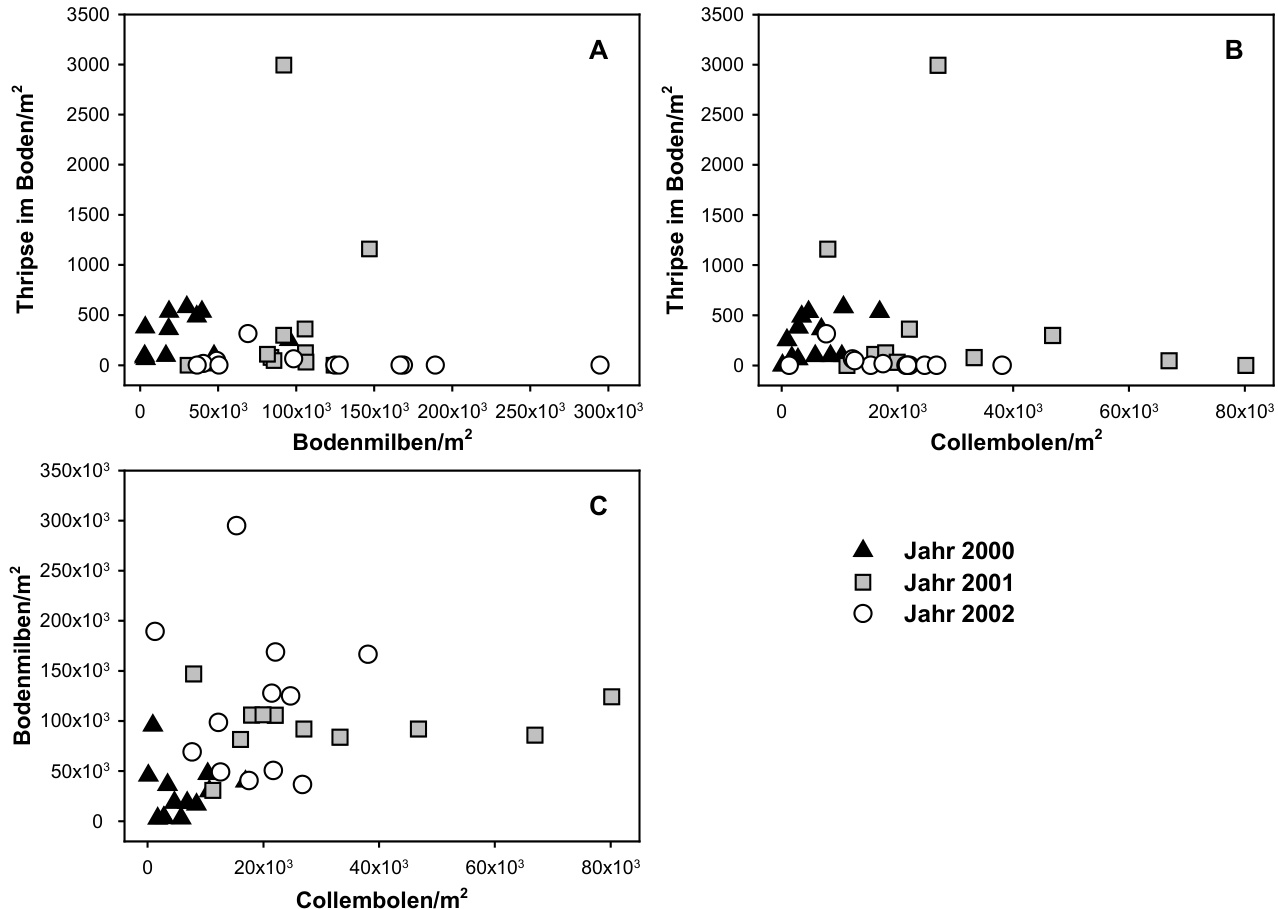 A
3500
3000
2500
2000
1500
1000
500
0
Thripse im Boden/m²
0 50x10³ 100x10³ 150x10³ 200x10³ 250x10³ 300x10³
Bodenmilben/m²
B
3500
3000
2500
2000
1500
1000
500
0
Thripse im Boden/m²
0 20x10³ 40x10³ 60x10³ 80x10³
Collembolen/m²
C
350x10³
300x10³
250x10³
200x10³
150x10³
100x10³
50x10³
0
Bodenmilben/m²
0 20x10³ 40x10³ 60x10³ 80x10³
Collembolen/m²
Jahr 2000
Jahr 2001
Jahr 2002